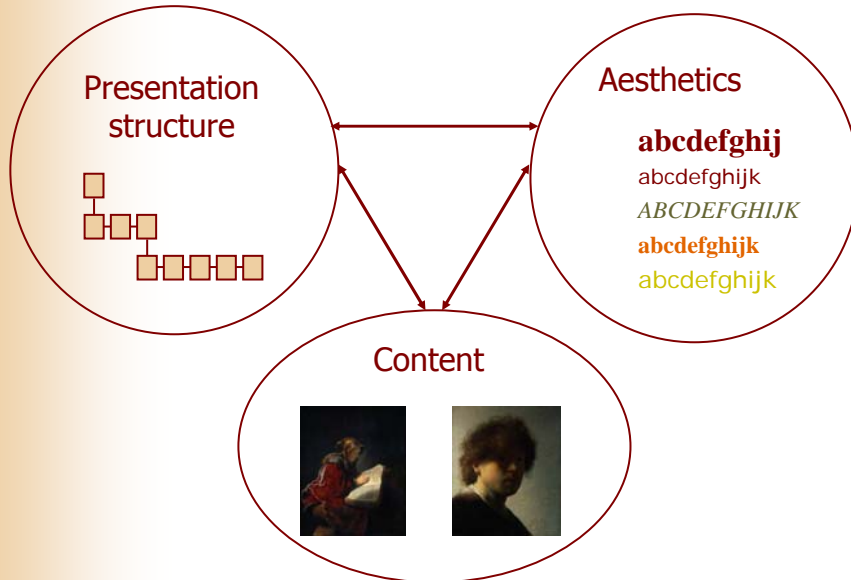 Presentation
structure
Aesthetics
abcdefghij
abcdefghijk
ABCDEFGHIJK
abcdefghijk
abcdefghijk
Content